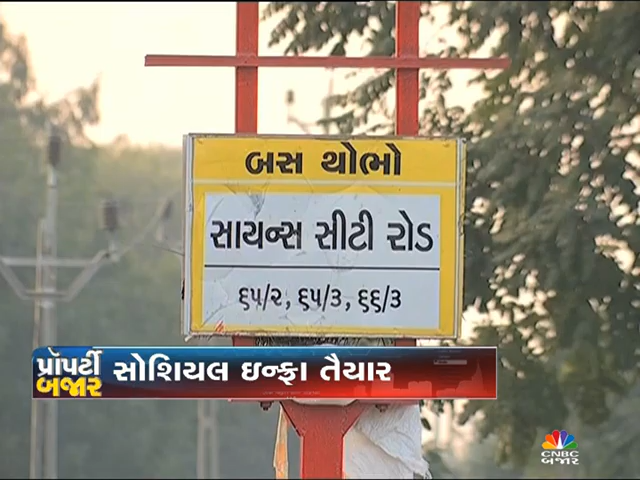 બસ થોભો
સાયન્સ સીટી રોડ
૬૫/૨, ૬૫/૩, ૬૬/૩
પ્રૉપર્ટી બજાર
સોશિયલ ઇન્ફ્રા તૈયાર
CNBC
બજાર